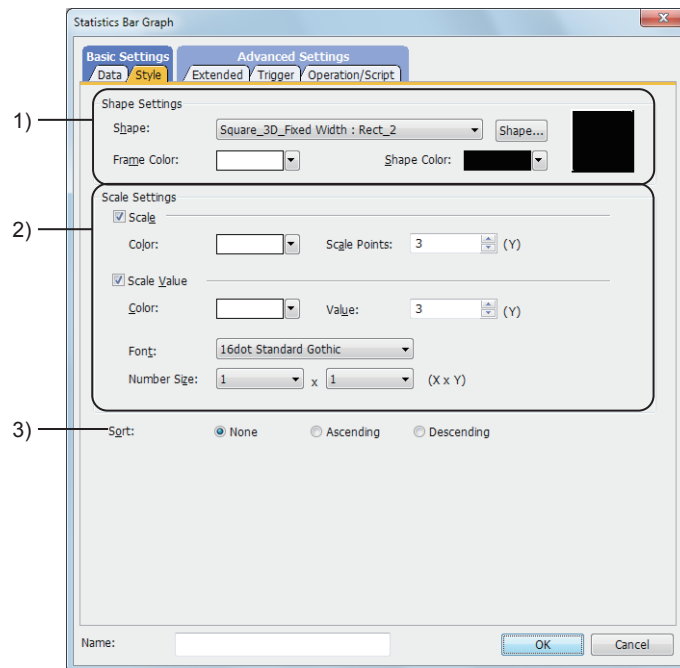 Statistics Bar Graph
x
Basic Settings Advanced Settings
Data Style Extended Trigger Operation/Script
1)
Shape Settings
Shape: Square_3D_Fixed Width : Rect_2 Shape...
Frame Color: Shape Color:
2)
Scale Settings
Scale
Color: Scale Points: 3 (Y)
Scale Value
Color: Value: 3 (Y)
Font: 16dot Standard Gothic
Number Size: 1 x 1 (X x Y)
3)
Sort: None Ascending Descending
Name: OK Cancel